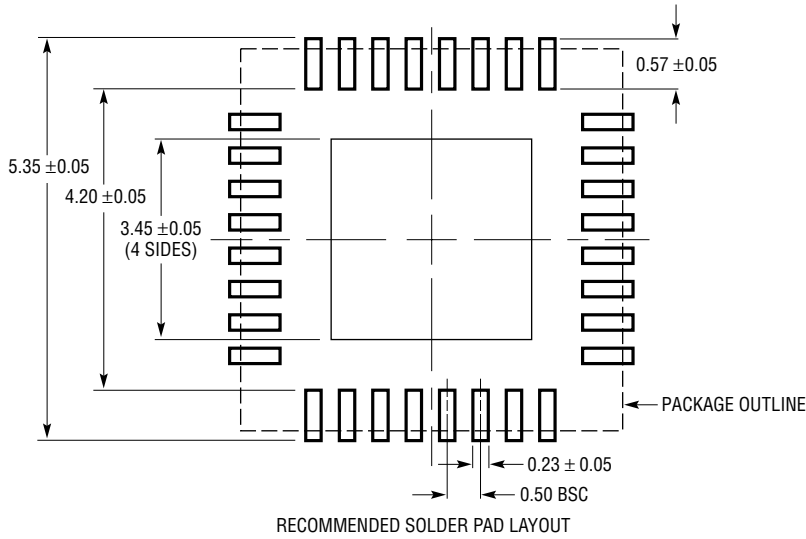 0.57 ±0.05
5.35 ±0.05
4.20 ±0.05
3.45 ±0.05
(4 SIDES)
PACKAGE OUTLINE
0.23 ± 0.05
0.50 BSC
RECOMMENDED SOLDER PAD LAYOUT